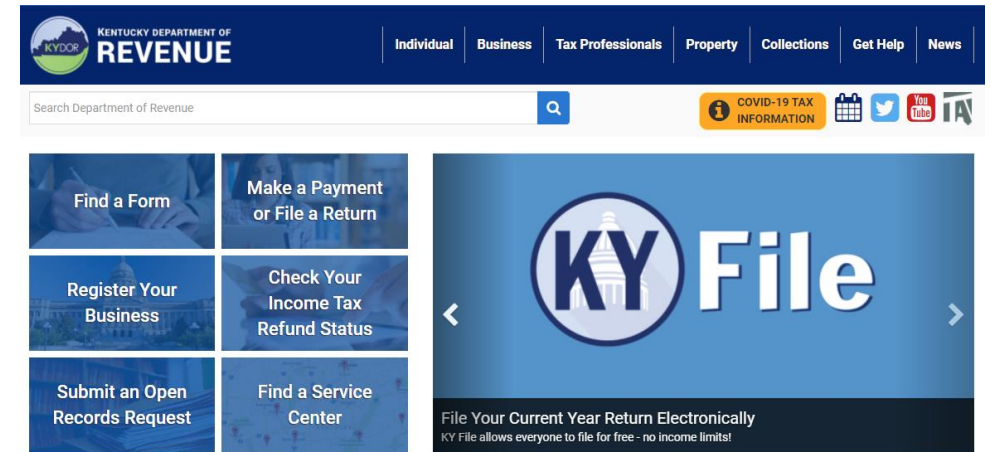 KYDOR
KENTUCKY DEPARTMENT OF
REVENUE
Individual
Business
Tax Professionals
Property
Collections
Get Help
News
Search Department of Revenue
COVID-19 TAX
INFORMATION
You
Tube
TA
Find a Form
Make a Payment
or File a Return
Register Your
Business
Check Your
Income Tax
Refund Status
Submit an Open
Records Request
Find a Service
Center
KY File
File Your Current Year Return Electronically
KY File allows everyone to file for free - no income limits!